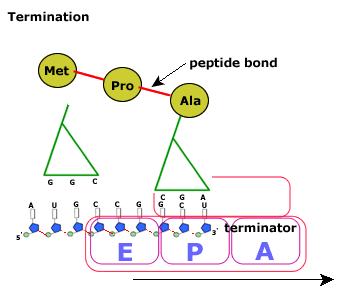 Termination
peptide bond
Met Pro Ala
G G C
C G A
A U G C C G G C U
5' 3' terminator
E P A